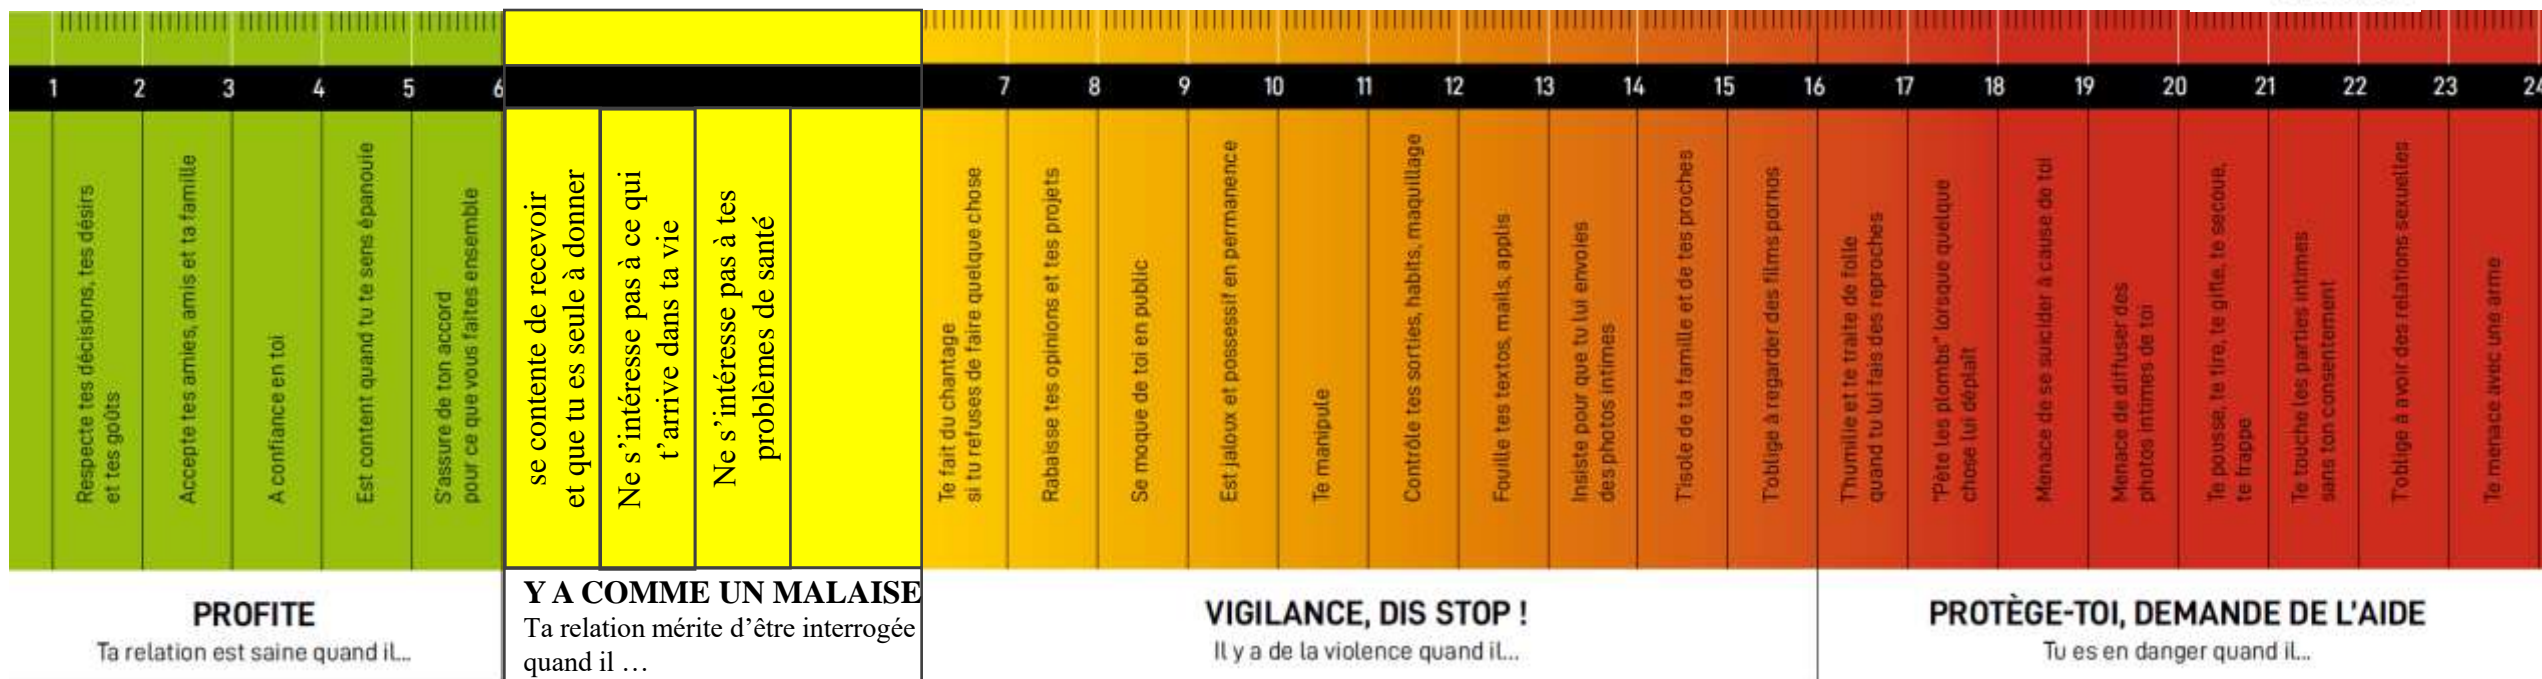 1 2 3 4 5 6 7 8 9 10 11 12 13 14 15 16 17 18 19 20 21 22 23 24
Respecte tes décisions, tes désirs
et tes goûts
Accepte tes amies, amis et ta famille
A confiance en toi
Est content quand tu te sens épanouie
S'assure de ton accord
pour ce que vous faites ensemble
se contente de recevoir
et que tu es seule à donner
Ne s’intéresse pas à ce qui
t’arrive dans ta vie
Ne s’intéresse pas à tes
problèmes de santé
Te fait du chantage
si tu refuses de faire quelque chose
Rabaisse tes opinions et tes projets
Se moque de toi en public
Est jaloux et possessif en permanence
Te manipule
Contrôle tes sorties, habits, maquillage
Fouille tes textos, mails, applis
Insiste pour que tu lui envoies
des photos intimes
T'isole de ta famille et de tes proches
T'oblige à regarder des films pornos
T'humilie et te traite de folle
quand tu lui fais des reproches
"Pète les plombs" lorsque quelque
chose lui déplaît
Menace de se suicider à cause de toi
Menace de diffuser des
photos intimes de toi
Te pousse, te tire, te gifle, te secoue,
te frappe
Te touche les parties intimes
sans ton consentement
T'oblige à avoir des relations sexuelles
Te menace avec une arme
PROFITE
Ta relation est saine quand il...
Y A COMME UN MALAISE
Ta relation mérite d’être interrogée
quand il …
VIGILANCE, DIS STOP !
Il y a de la violence quand il...
PROTÈGE-TOI, DEMANDE DE L'AIDE
Tu es en danger quand il...